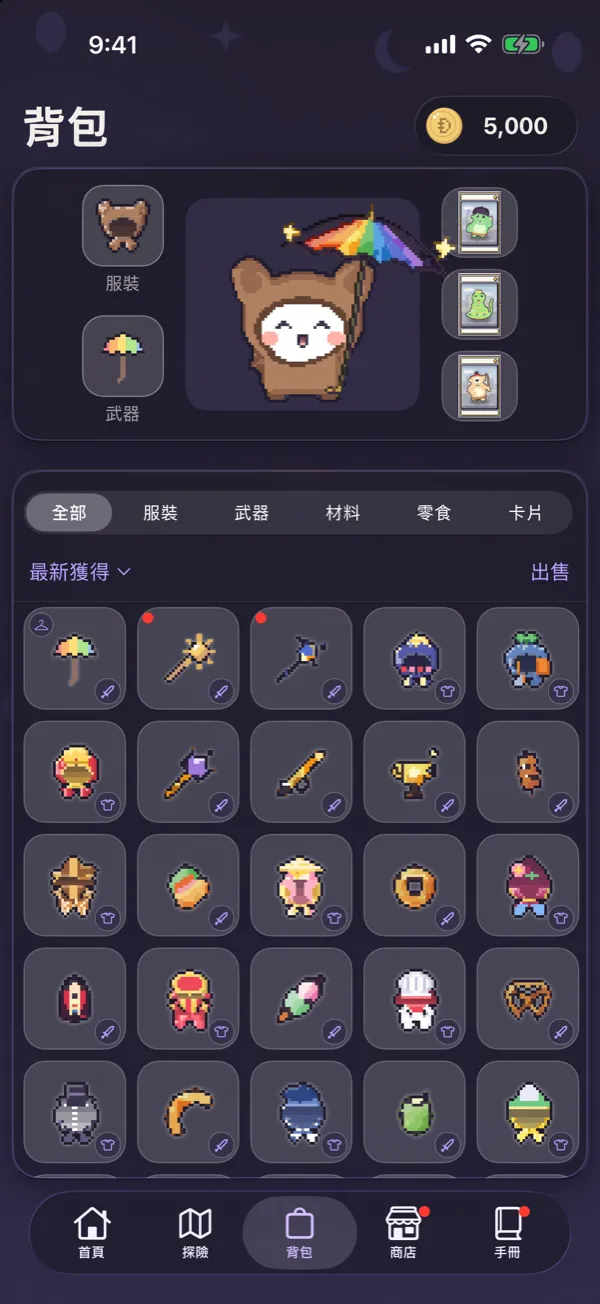 9:41
背包
5,000
服裝
武器
全部 服裝 武器 材料 零食 卡片
最新獲得 出售
首頁 探險 背包 商店 手冊